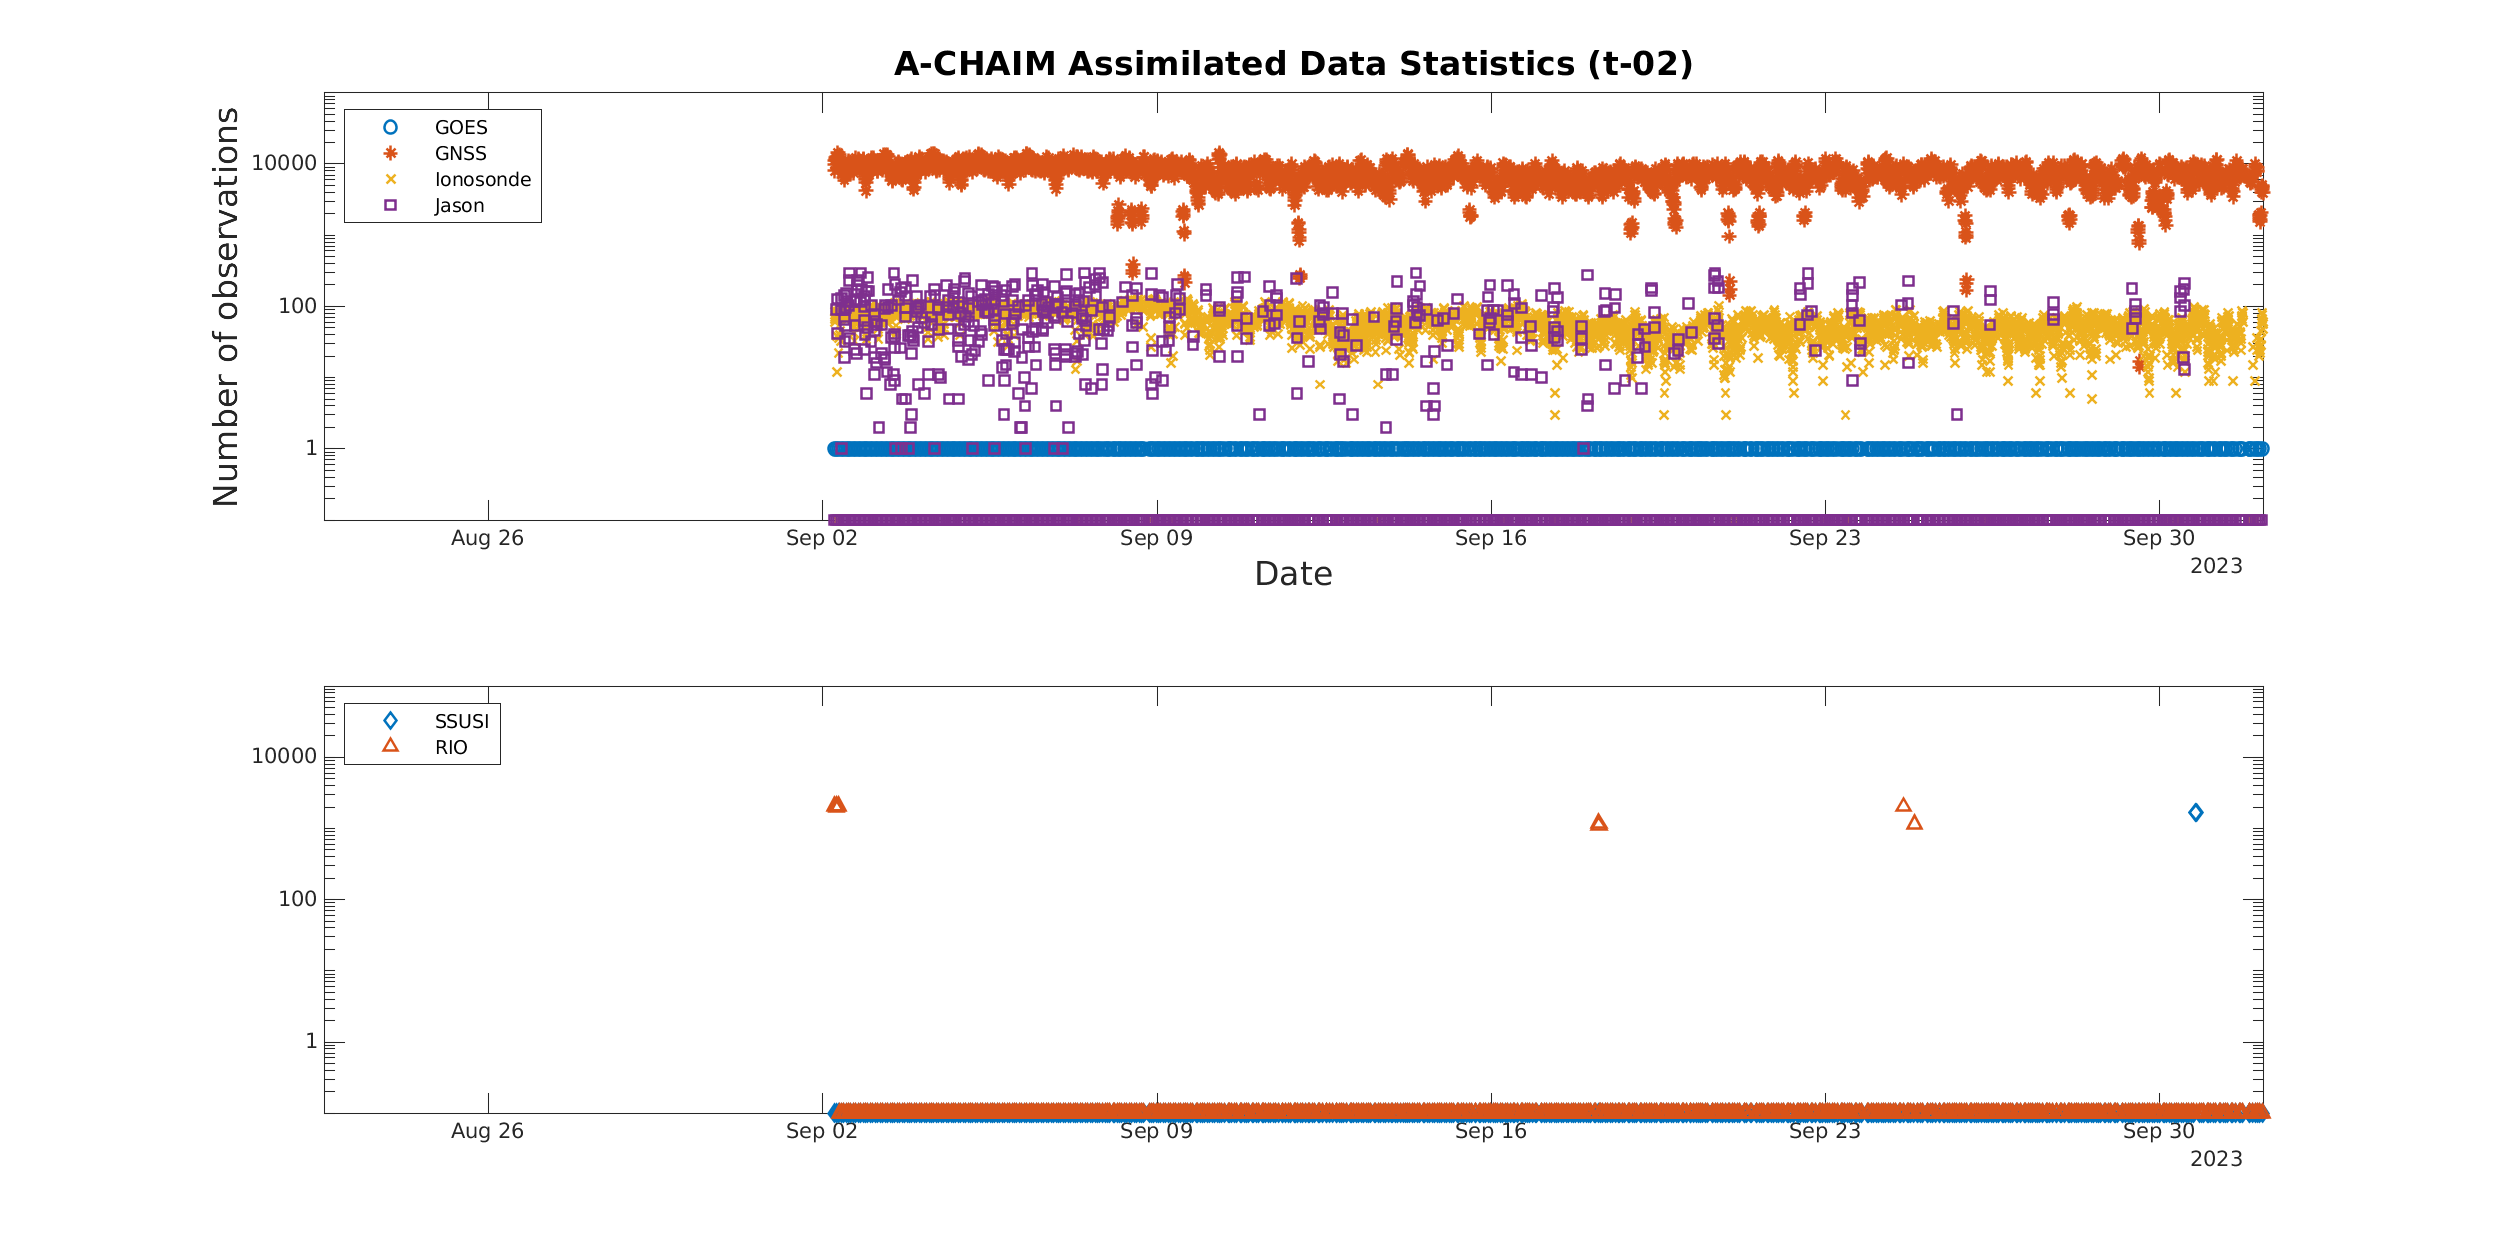 A-CHAIM Assimilated Data Statistics (t-02)
Number of observations
10000
100
1
GOES
GNSS
Ionosonde
Jason
Aug 26
Sep 02
Sep 09
Sep 16
Sep 23
Sep 30
2023
Date
10000
100
1
SSUSI
RIO
Aug 26
Sep 02
Sep 09
Sep 16
Sep 23
Sep 30
2023